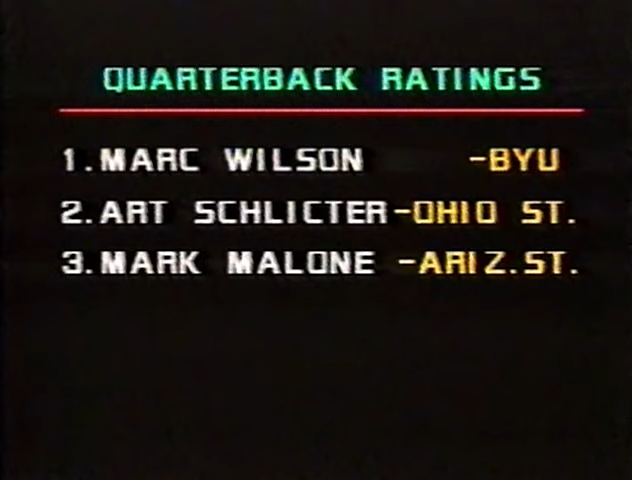 QUARTERBACK RATINGS
1.MARC WILSON -BYU
2.ART SCHLICTER-OHIO ST.
3.MARK MALONE -ARIZ.ST.